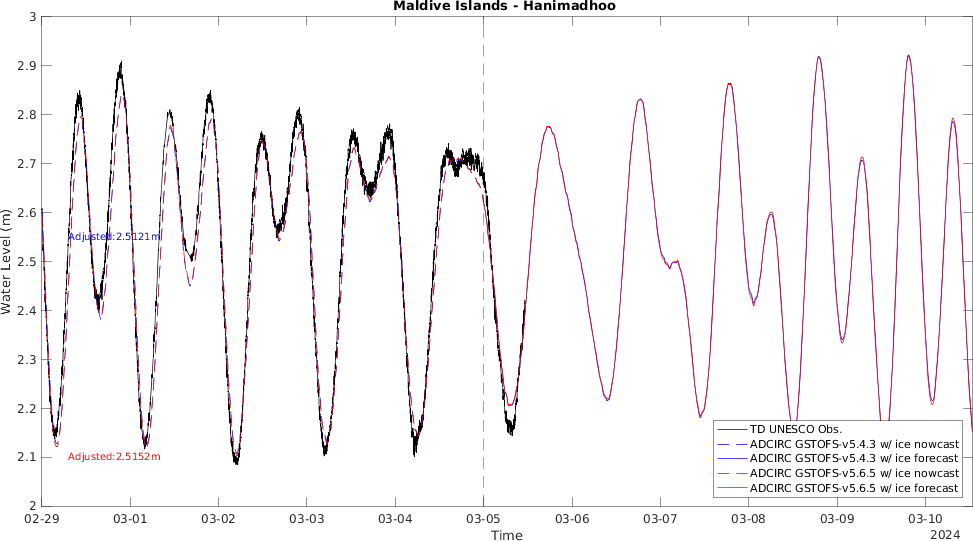 Maldive Islands - Hanimadhoo
3
2.9
2.8
2.7
2.6
2.5
2.4
2.3
2.2
2.1
2
Water Level (m)
Adjusted:2.5121m
Adjusted:2.5152m
TD UNESCO Obs.
ADCIRC GSTOFS-v5.4.3 w/ ice nowcast
ADCIRC GSTOFS-v5.4.3 w/ ice forecast
ADCIRC GSTOFS-v5.6.5 w/ ice nowcast
ADCIRC GSTOFS-v5.6.5 w/ ice forecast
02-29 03-01 03-02 03-03 03-04 03-05 03-06 03-07 03-08 03-09 03-10
Time
2024